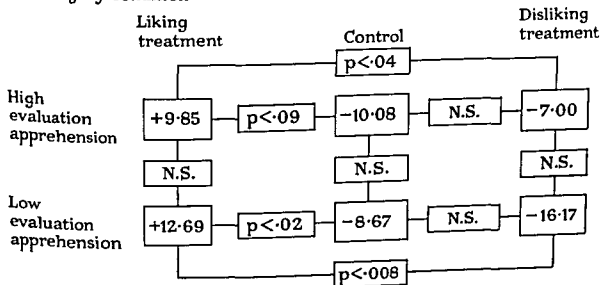 Liking treatment
Control
Disliking treatment
p<·04
High evaluation apprehension
+9·85
p<·09
−10·08
N.S.
−7·00
N.S.
N.S.
N.S.
Low evaluation apprehension
+12·69
p<·02
−8·67
N.S.
−16·17
p<·008